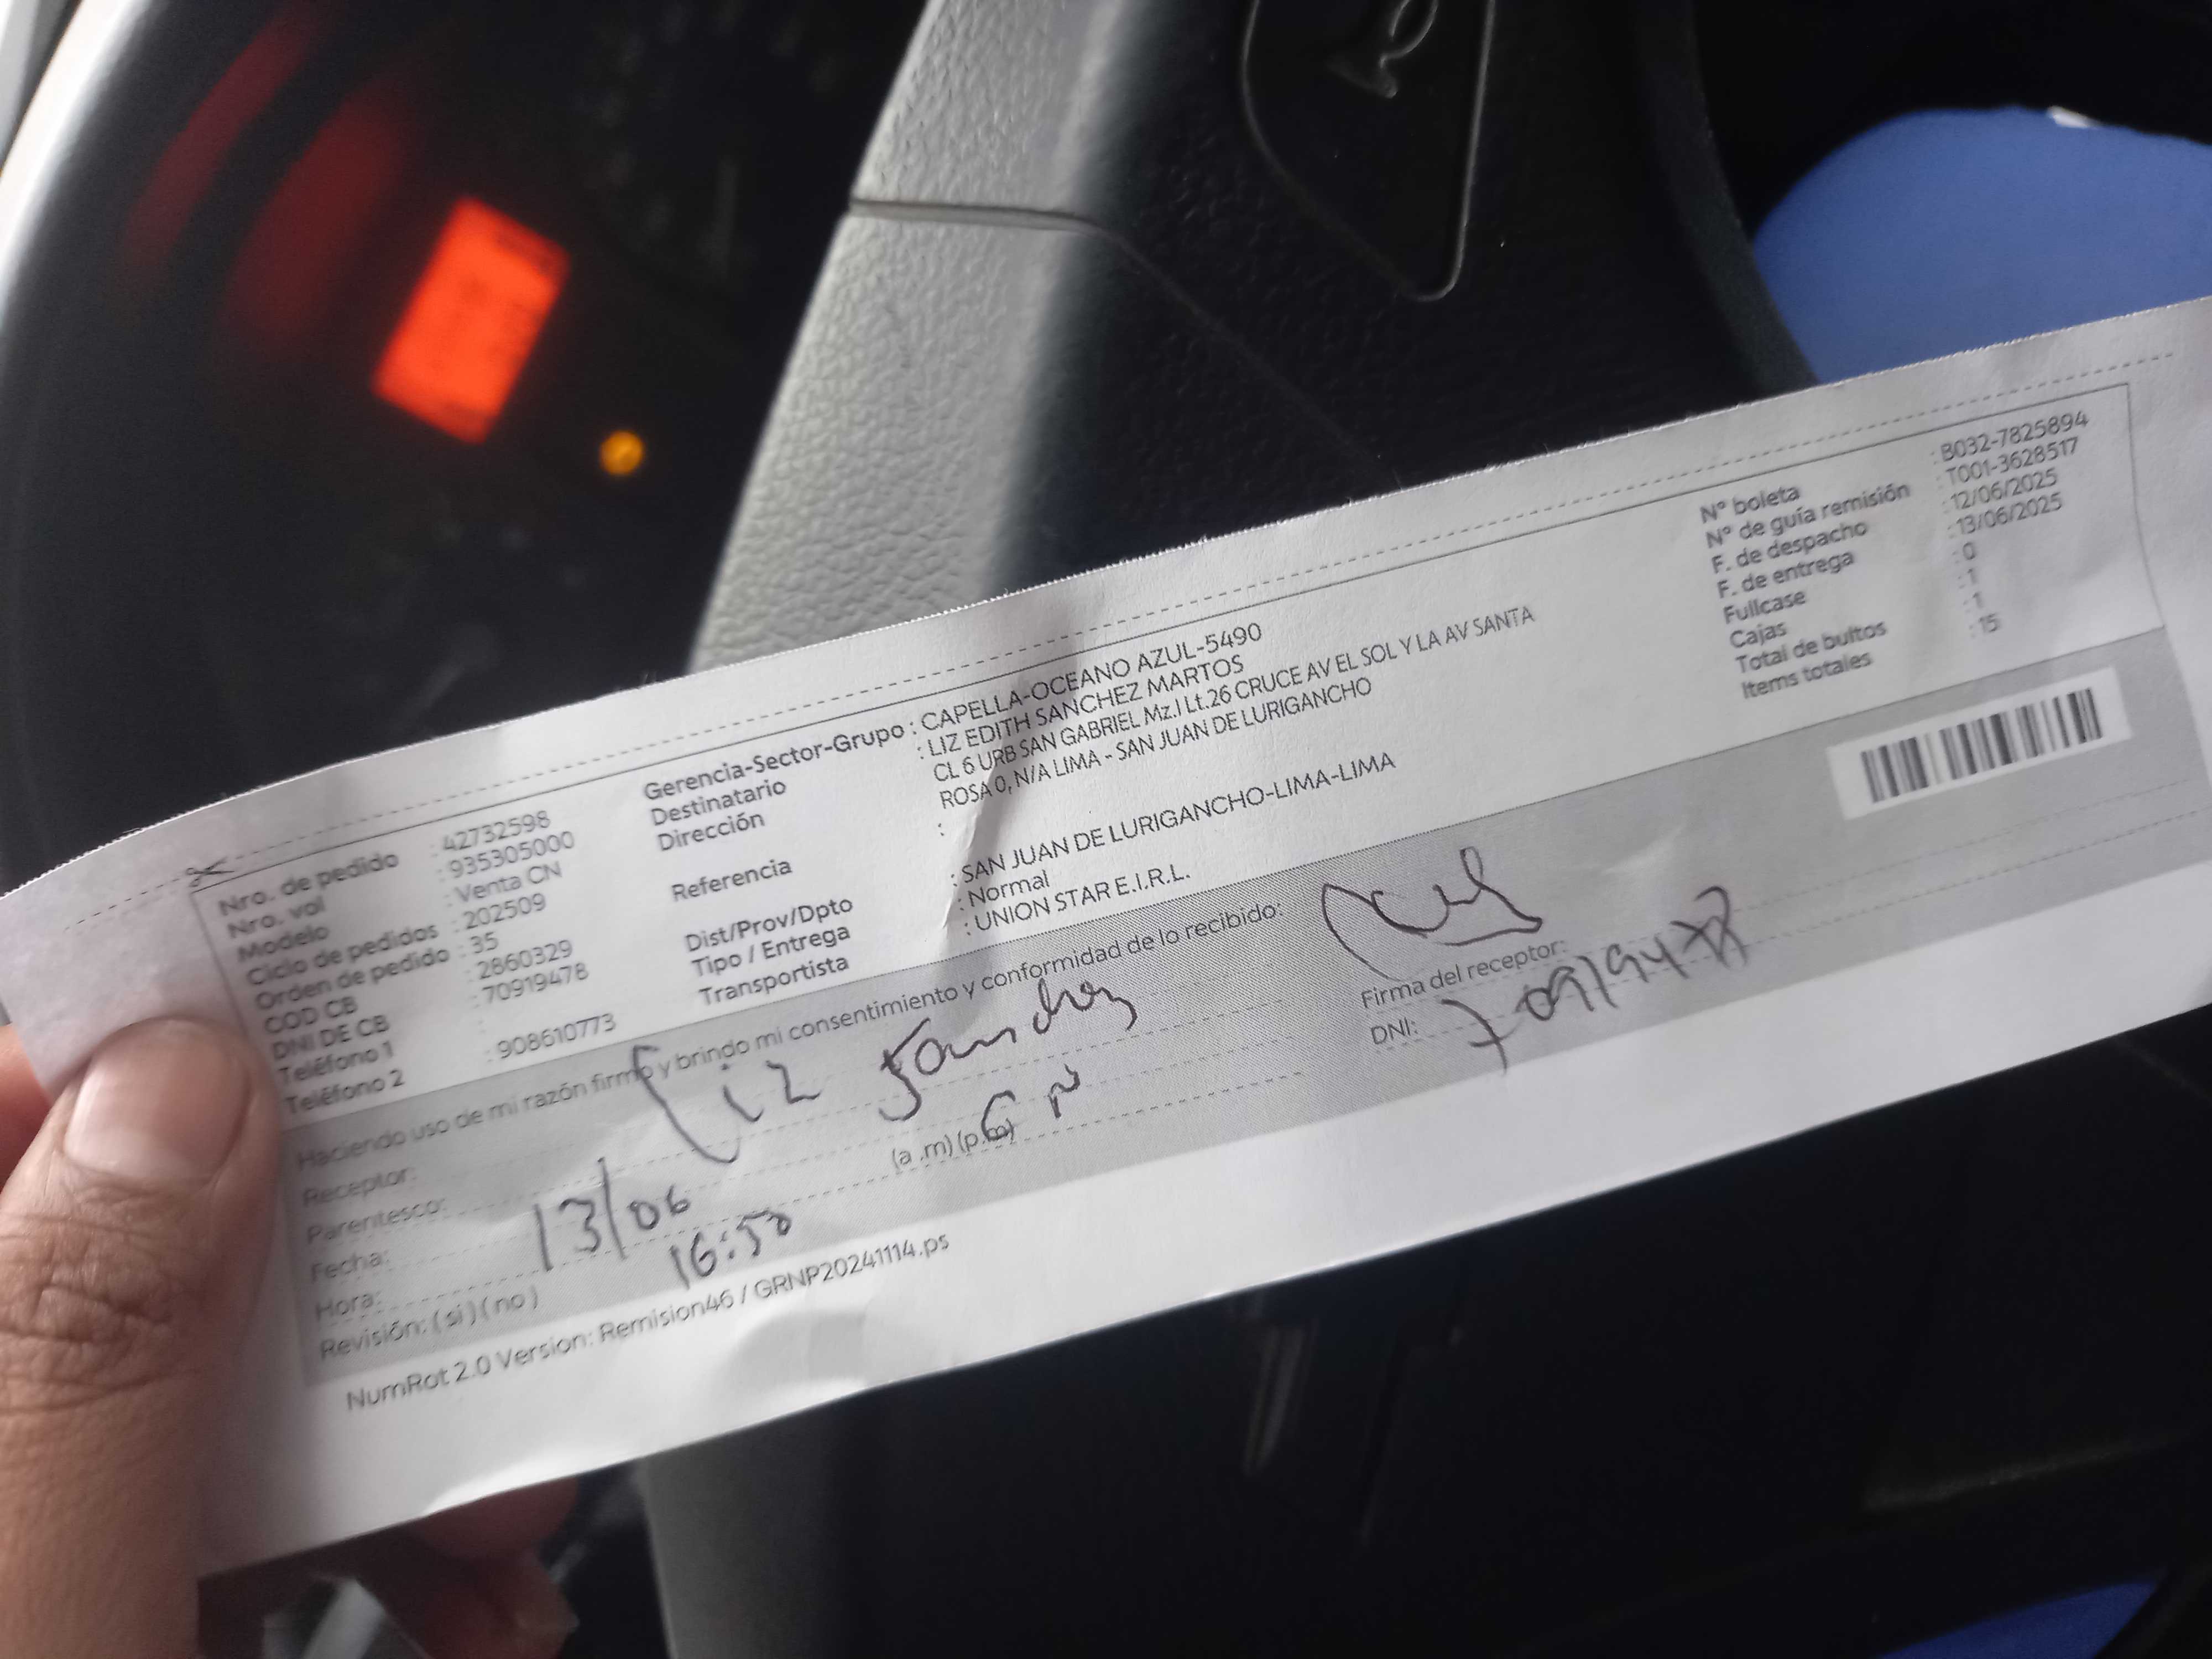 Nro. de pedido : 42732598
Nro. vol : 935305000
Modelo : Venta CN
Ciclo de pedidos : 202509
Orden de pedido : 35
COD CB : 2860329
DNI DE CB : 70919478
Teléfono 1 :
Teléfono 2 : 908610773
Gerencia-Sector-Grupo : CAPELLA-OCEANO AZUL-5490
Destinatario : LIZ EDITH SANCHEZ MARTOS
Dirección CL 6 URB SAN GABRIEL Mz.I Lt.26 CRUCE AV EL SOL Y LA AV SANTA
ROSA 0, N/A LIMA - SAN JUAN DE LURIGANCHO
Referencia :
Dist/Prov/Dpto : SAN JUAN DE LURIGANCHO-LIMA-LIMA
Tipo / Entrega : Normal
Transportista : UNION STAR E.I.R.L.
N° boleta : B032-7825894
N° de guía remisión : T001-3628517
F. de despacho : 12/06/2025
F. de entrega : 13/06/2025
Fullcase : 0
Cajas : 1
Total de bultos : 1
Items totales : 15
Haciendo uso de mi razón firmo y brindo mi consentimiento y conformidad de lo recibido:
Receptor: Liz Sanchez
Parentesco:
Fecha: 13/06
Hora: 16:50 (a .m) (p.m)
Revisión: ( si ) ( no )
Firma del receptor:
DNI: 70919478
NumRot 2.0 Version: Remision46 / GRNP20241114.ps